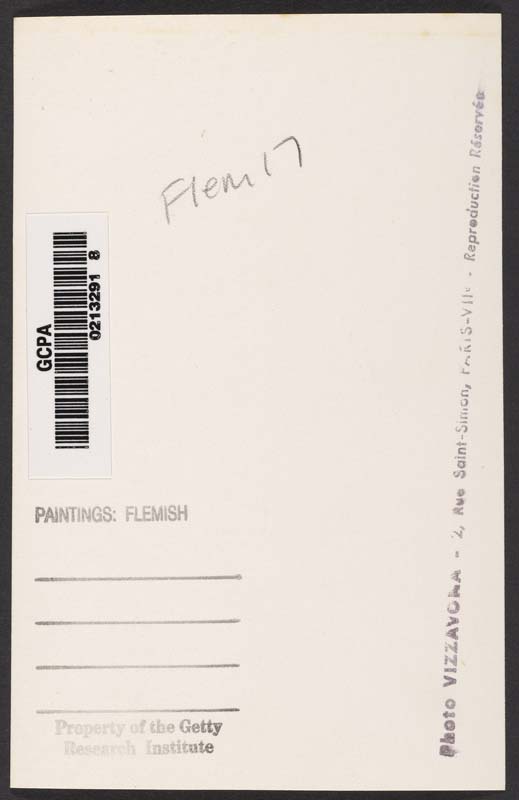 Flem 17
GCPA
0213291 8
PAINTINGS: FLEMISH
Property of the Getty
Research Institute
Photo VIZZAVONA - 2, Rue Saint-Simon, PARIS-VIIe - Reproduction Réservée